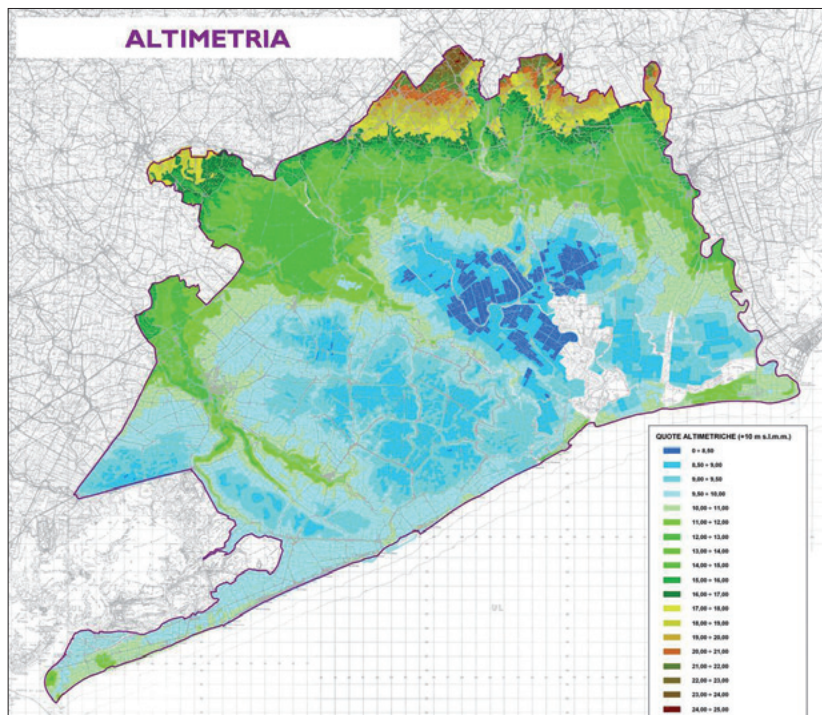 ALTIMETRIA
QUOTE ALTIMETRICHE (+10 m s.l.m.m.)
0 ÷ 8,50
8,50 ÷ 9,00
9,00 ÷ 9,50
9,50 ÷ 10,00
10,00 ÷ 11,00
11,00 ÷ 12,00
12,00 ÷ 13,00
13,00 ÷ 14,00
14,00 ÷ 15,00
15,00 ÷ 16,00
16,00 ÷ 17,00
17,00 ÷ 18,00
18,00 ÷ 19,00
19,00 ÷ 20,00
20,00 ÷ 21,00
21,00 ÷ 22,00
22,00 ÷ 23,00
23,00 ÷ 24,00
24,00 ÷ 25,00